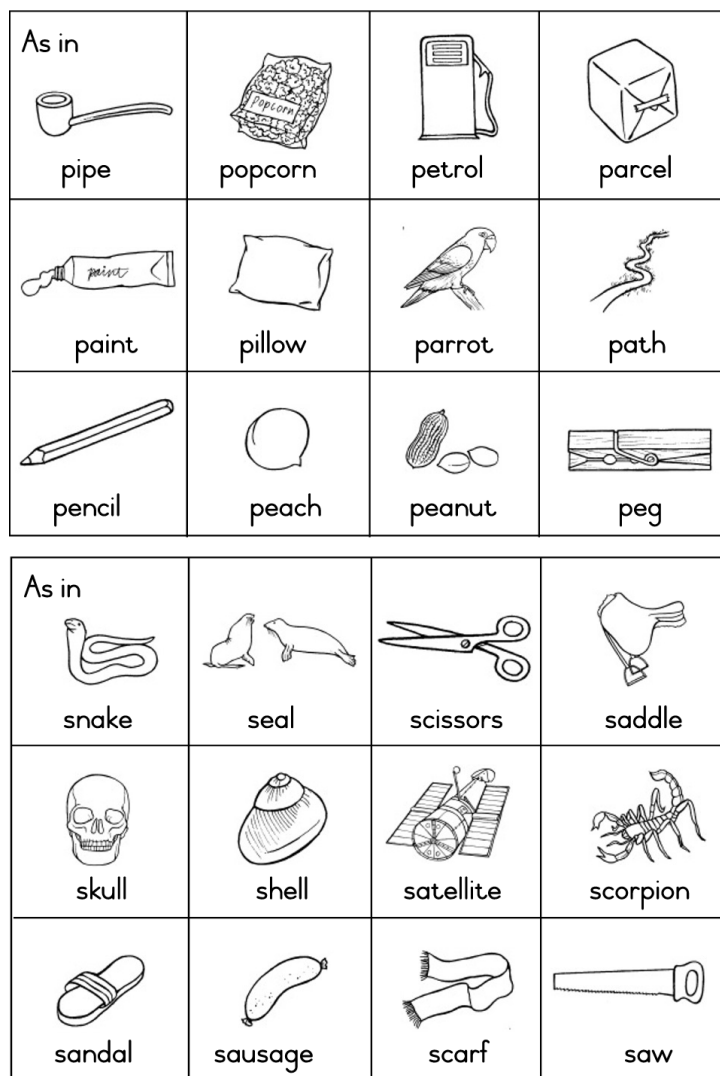 As in
Popcorn
pipe popcorn petrol parcel
paint
paint pillow parrot path
pencil peach peanut peg
As in
snake seal scissors saddle
skull shell satellite scorpion
sandal sausage scarf saw